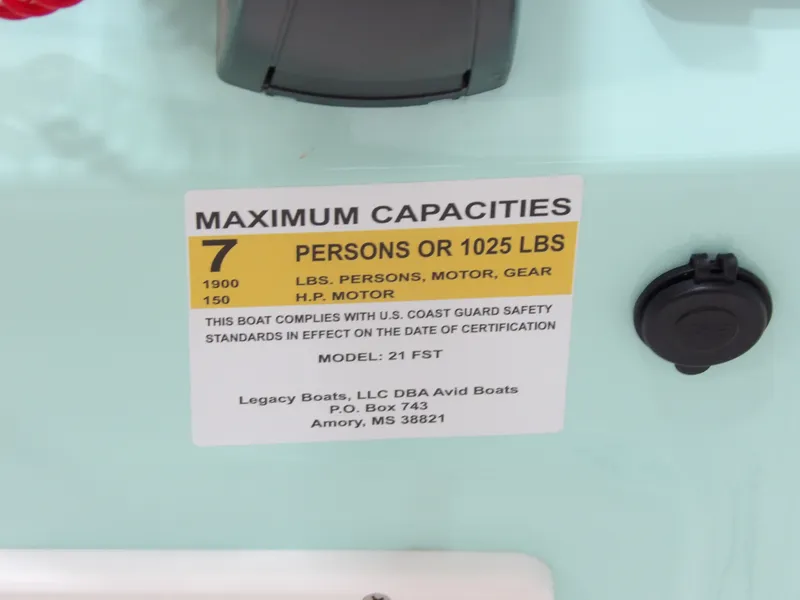 MAXIMUM CAPACITIES
7 PERSONS OR 1025 LBS
1900 LBS. PERSONS, MOTOR, GEAR
150 H.P. MOTOR
THIS BOAT COMPLIES WITH U.S. COAST GUARD SAFETY
STANDARDS IN EFFECT ON THE DATE OF CERTIFICATION
MODEL: 21 FST
Legacy Boats, LLC DBA Avid Boats
P.O. Box 743
Amory, MS 38821